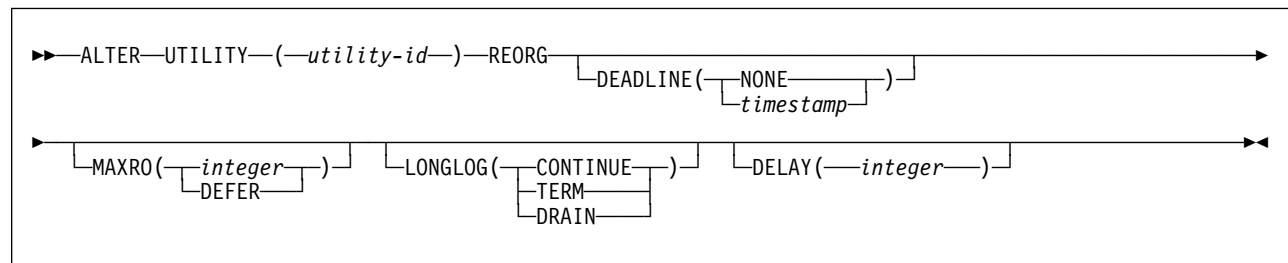 ALTER UTILITY ( utility-id ) REORG
DEADLINE( NONE )
timestamp
MAXRO( integer ) LONGLOG( CONTINUE ) DELAY( integer )
DEFER TERM
DRAIN